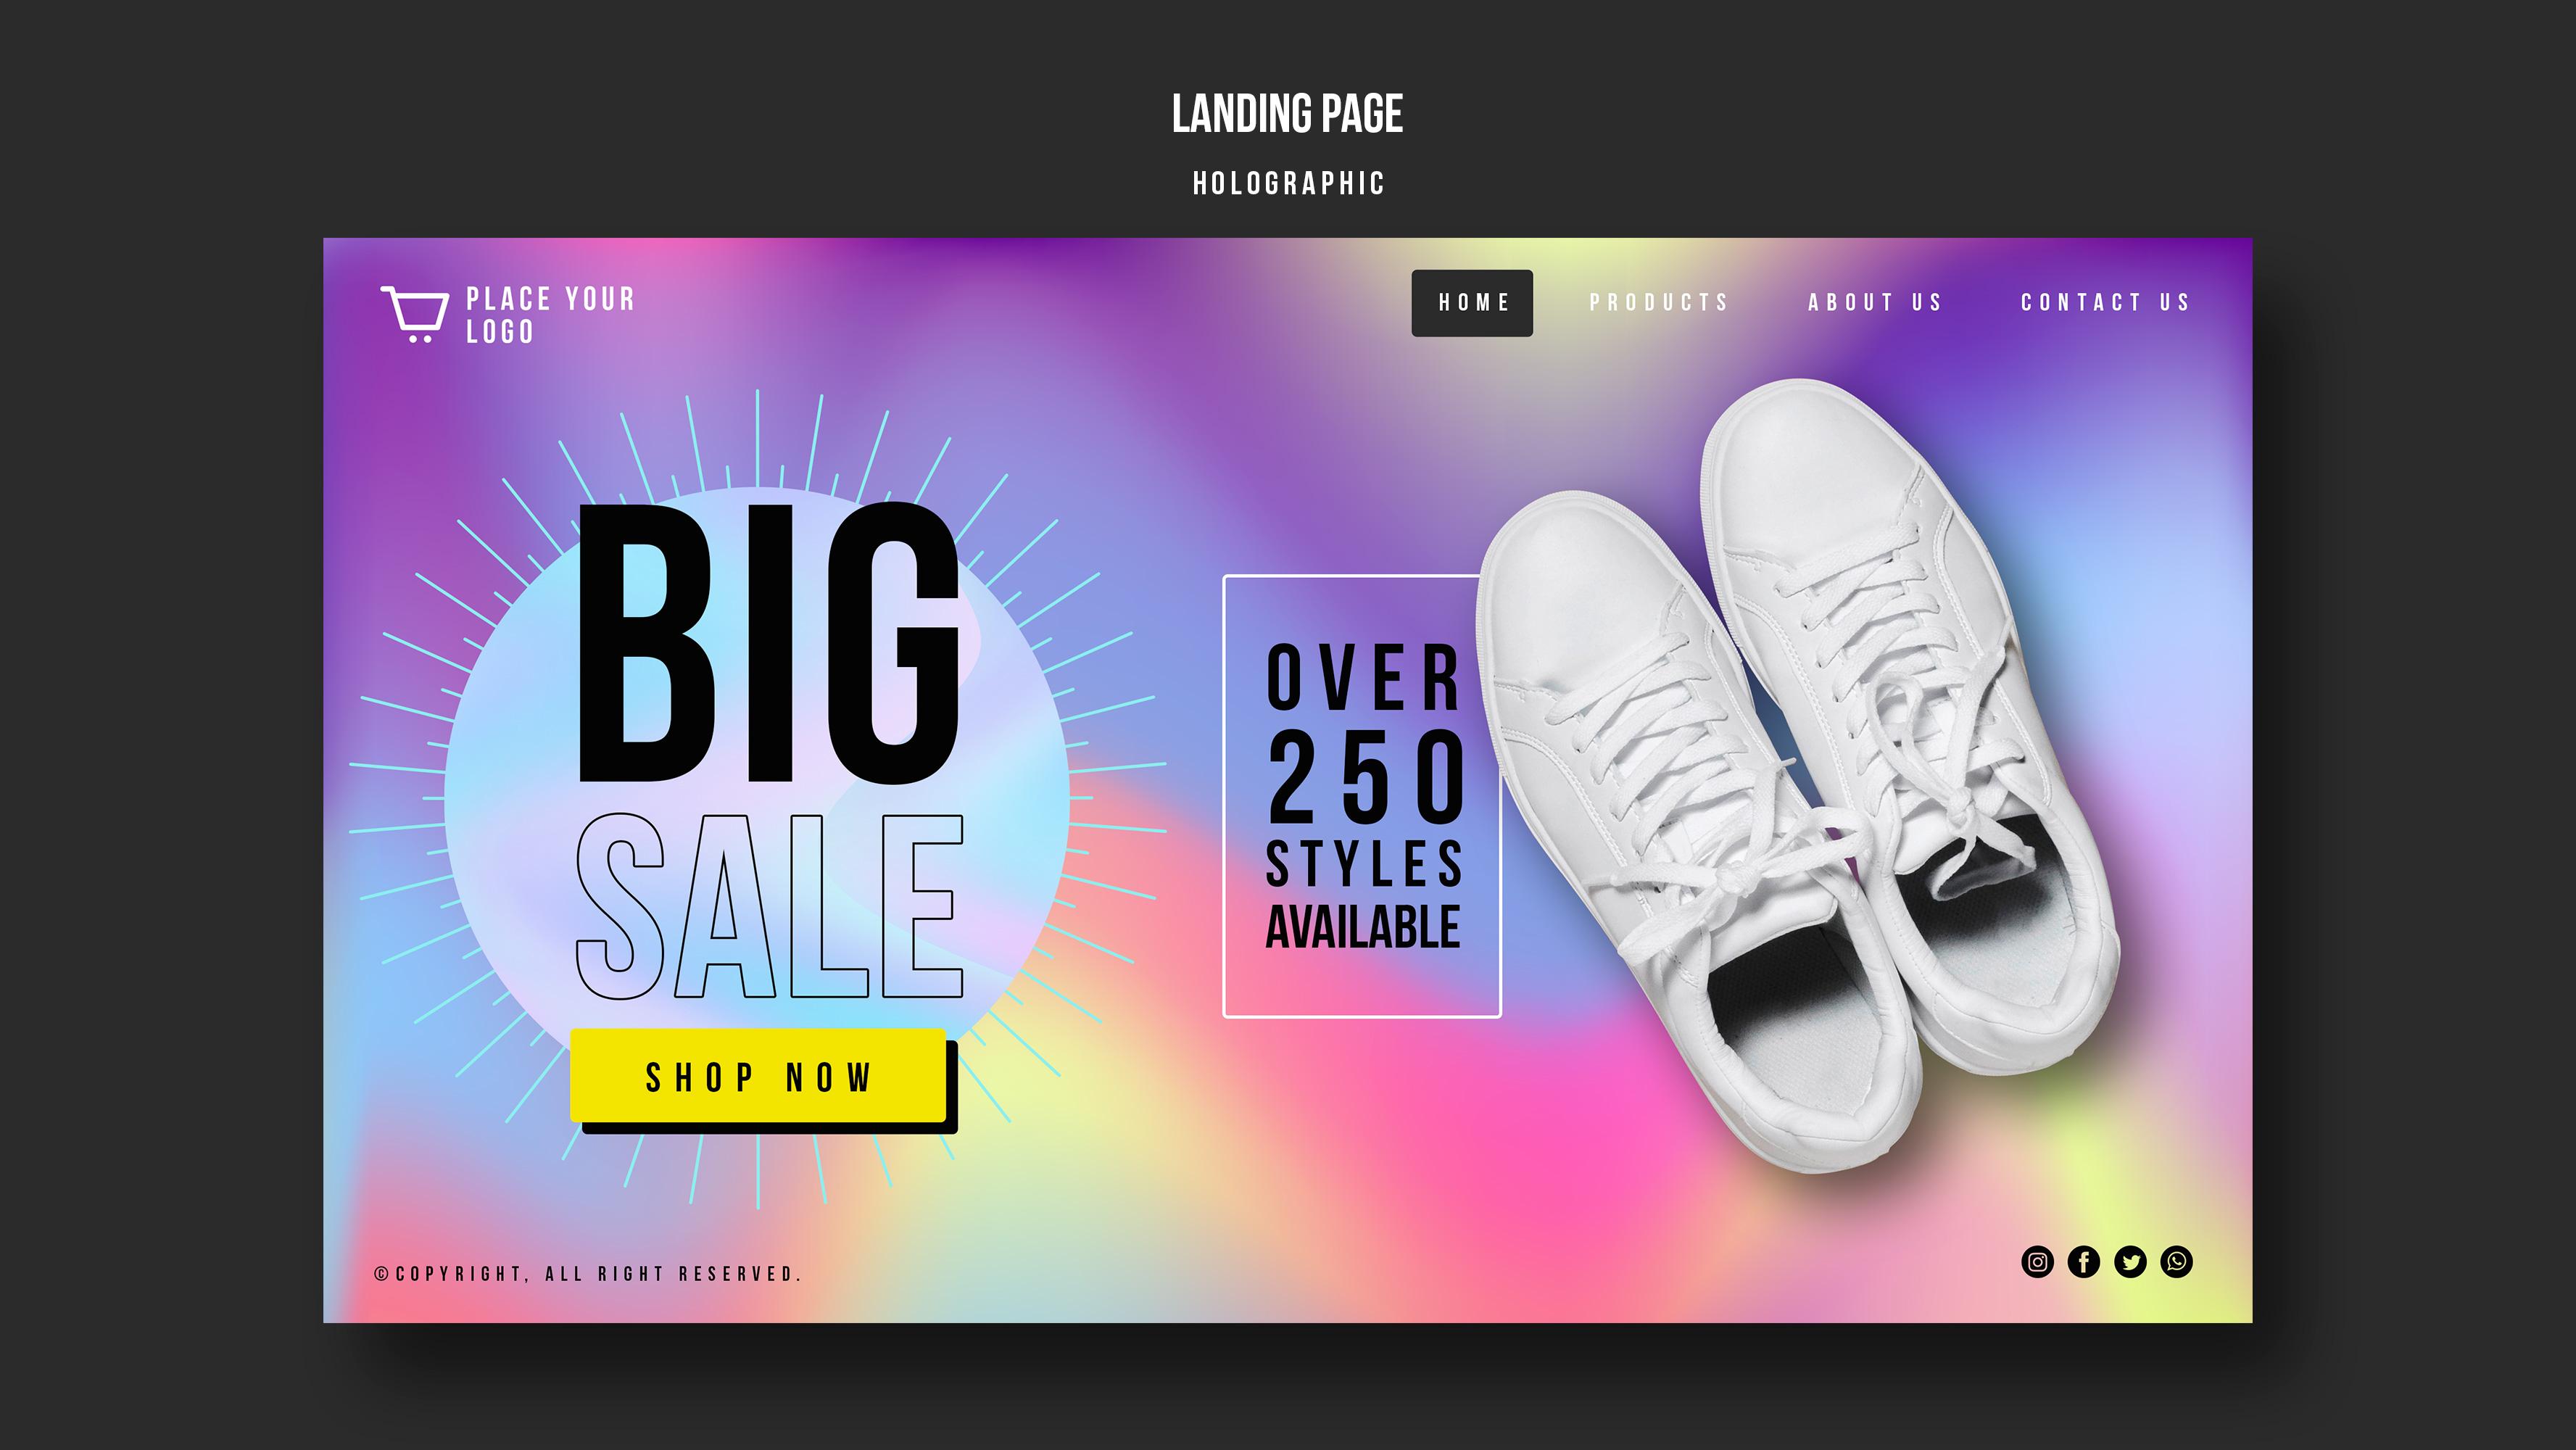 LANDING PAGE
HOLOGRAPHIC
PLACE YOUR
LOGO
HOME
PRODUCTS
ABOUT US
CONTACT US
BIG
SALE
SHOP NOW
OVER
250
STYLES
AVAILABLE
©COPYRIGHT, ALL RIGHT RESERVED.